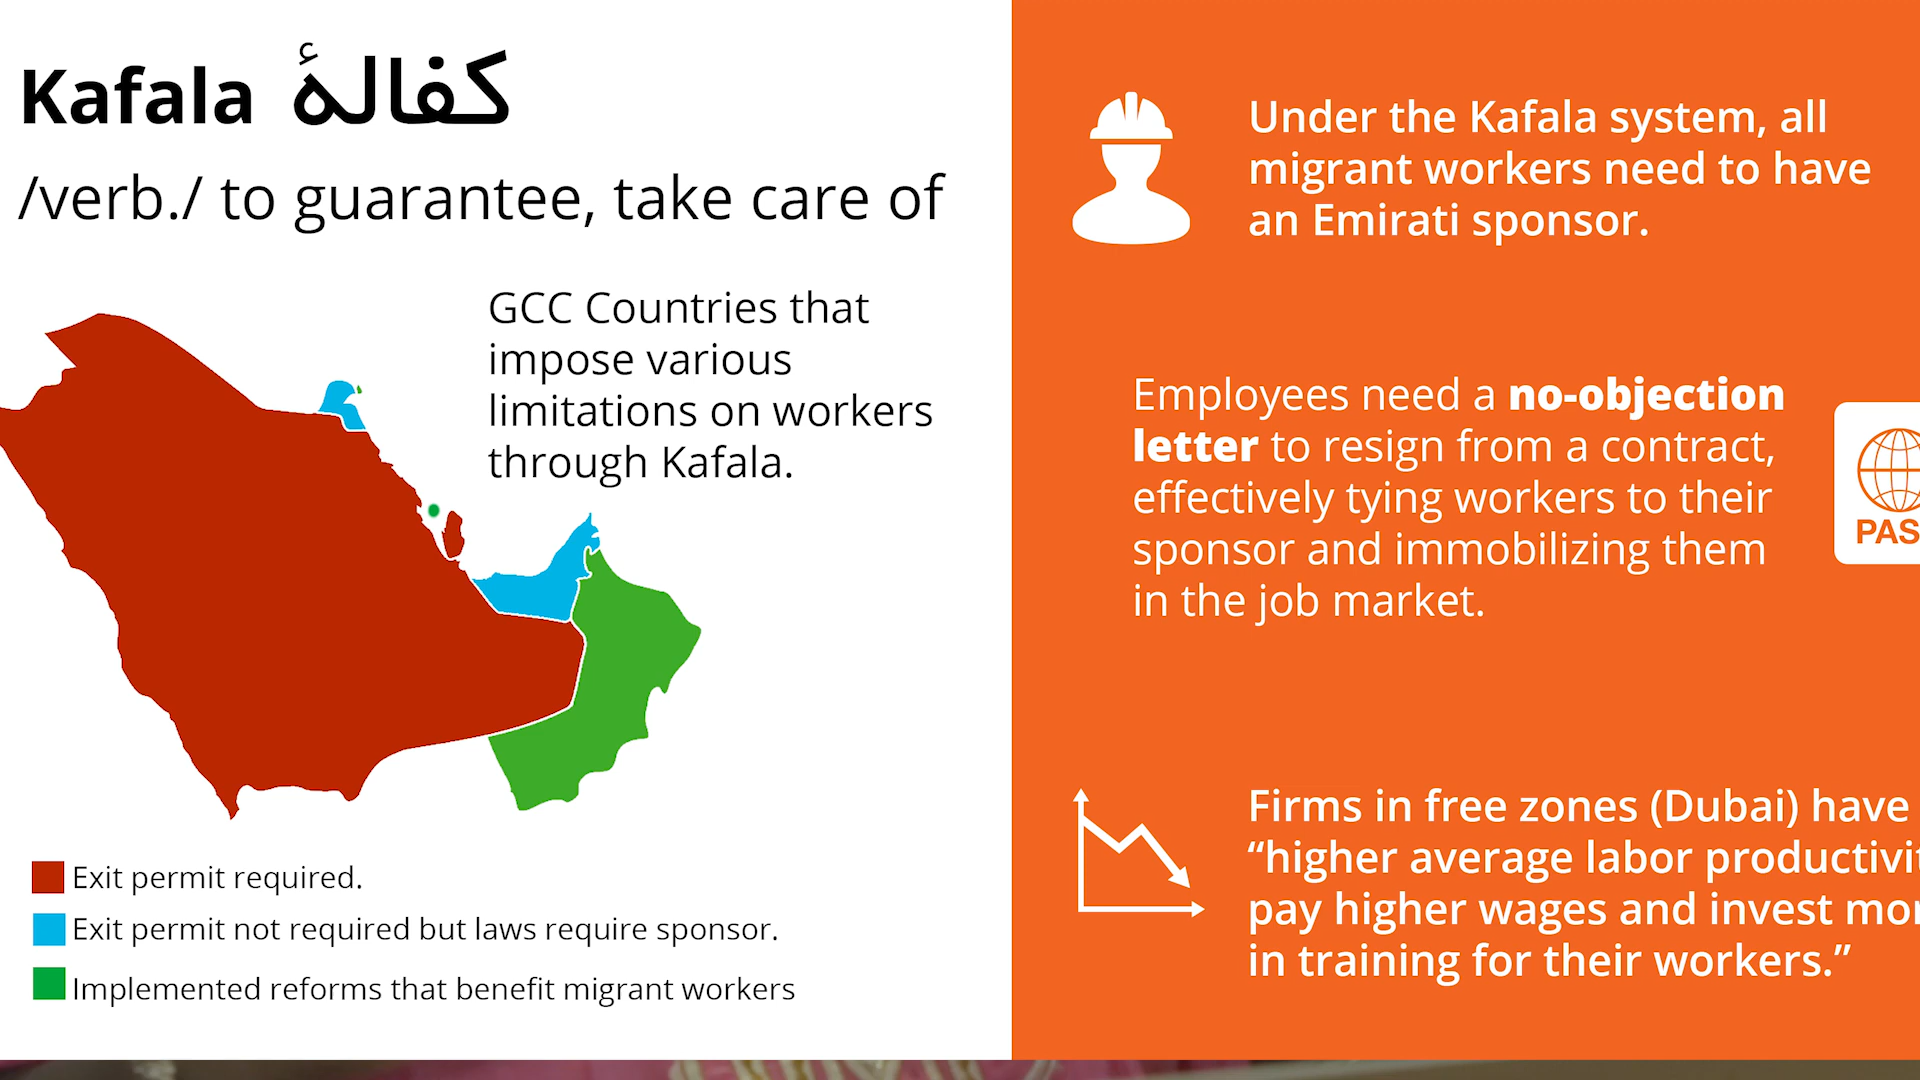 Kafala كفالۀ
/verb./ to guarantee, take care of
GCC Countries that
impose various
limitations on workers
through Kafala.
Exit permit required.
Exit permit not required but laws require sponsor.
Implemented reforms that benefit migrant workers
Under the Kafala system, all
migrant workers need to have
an Emirati sponsor.
Employees need a no-objection
letter to resign from a contract,
effectively tying workers to their
sponsor and immobilizing them
in the job market.
PAS
Firms in free zones (Dubai) have
“higher average labor productivi
pay higher wages and invest mo
in training for their workers.”